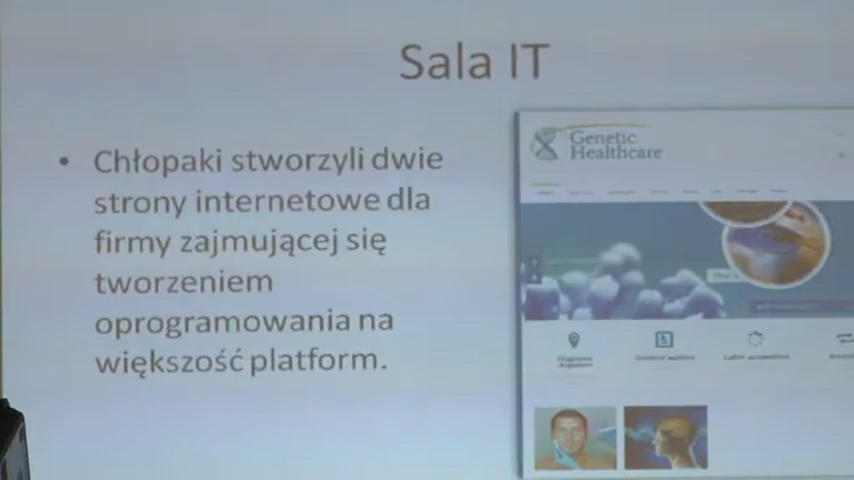 Sala IT
• Chłopaki stworzyli dwie
strony internetowe dla
firmy zajmującej się
tworzeniem
oprogramowania na
większość platform.
Genetic
Healthcare